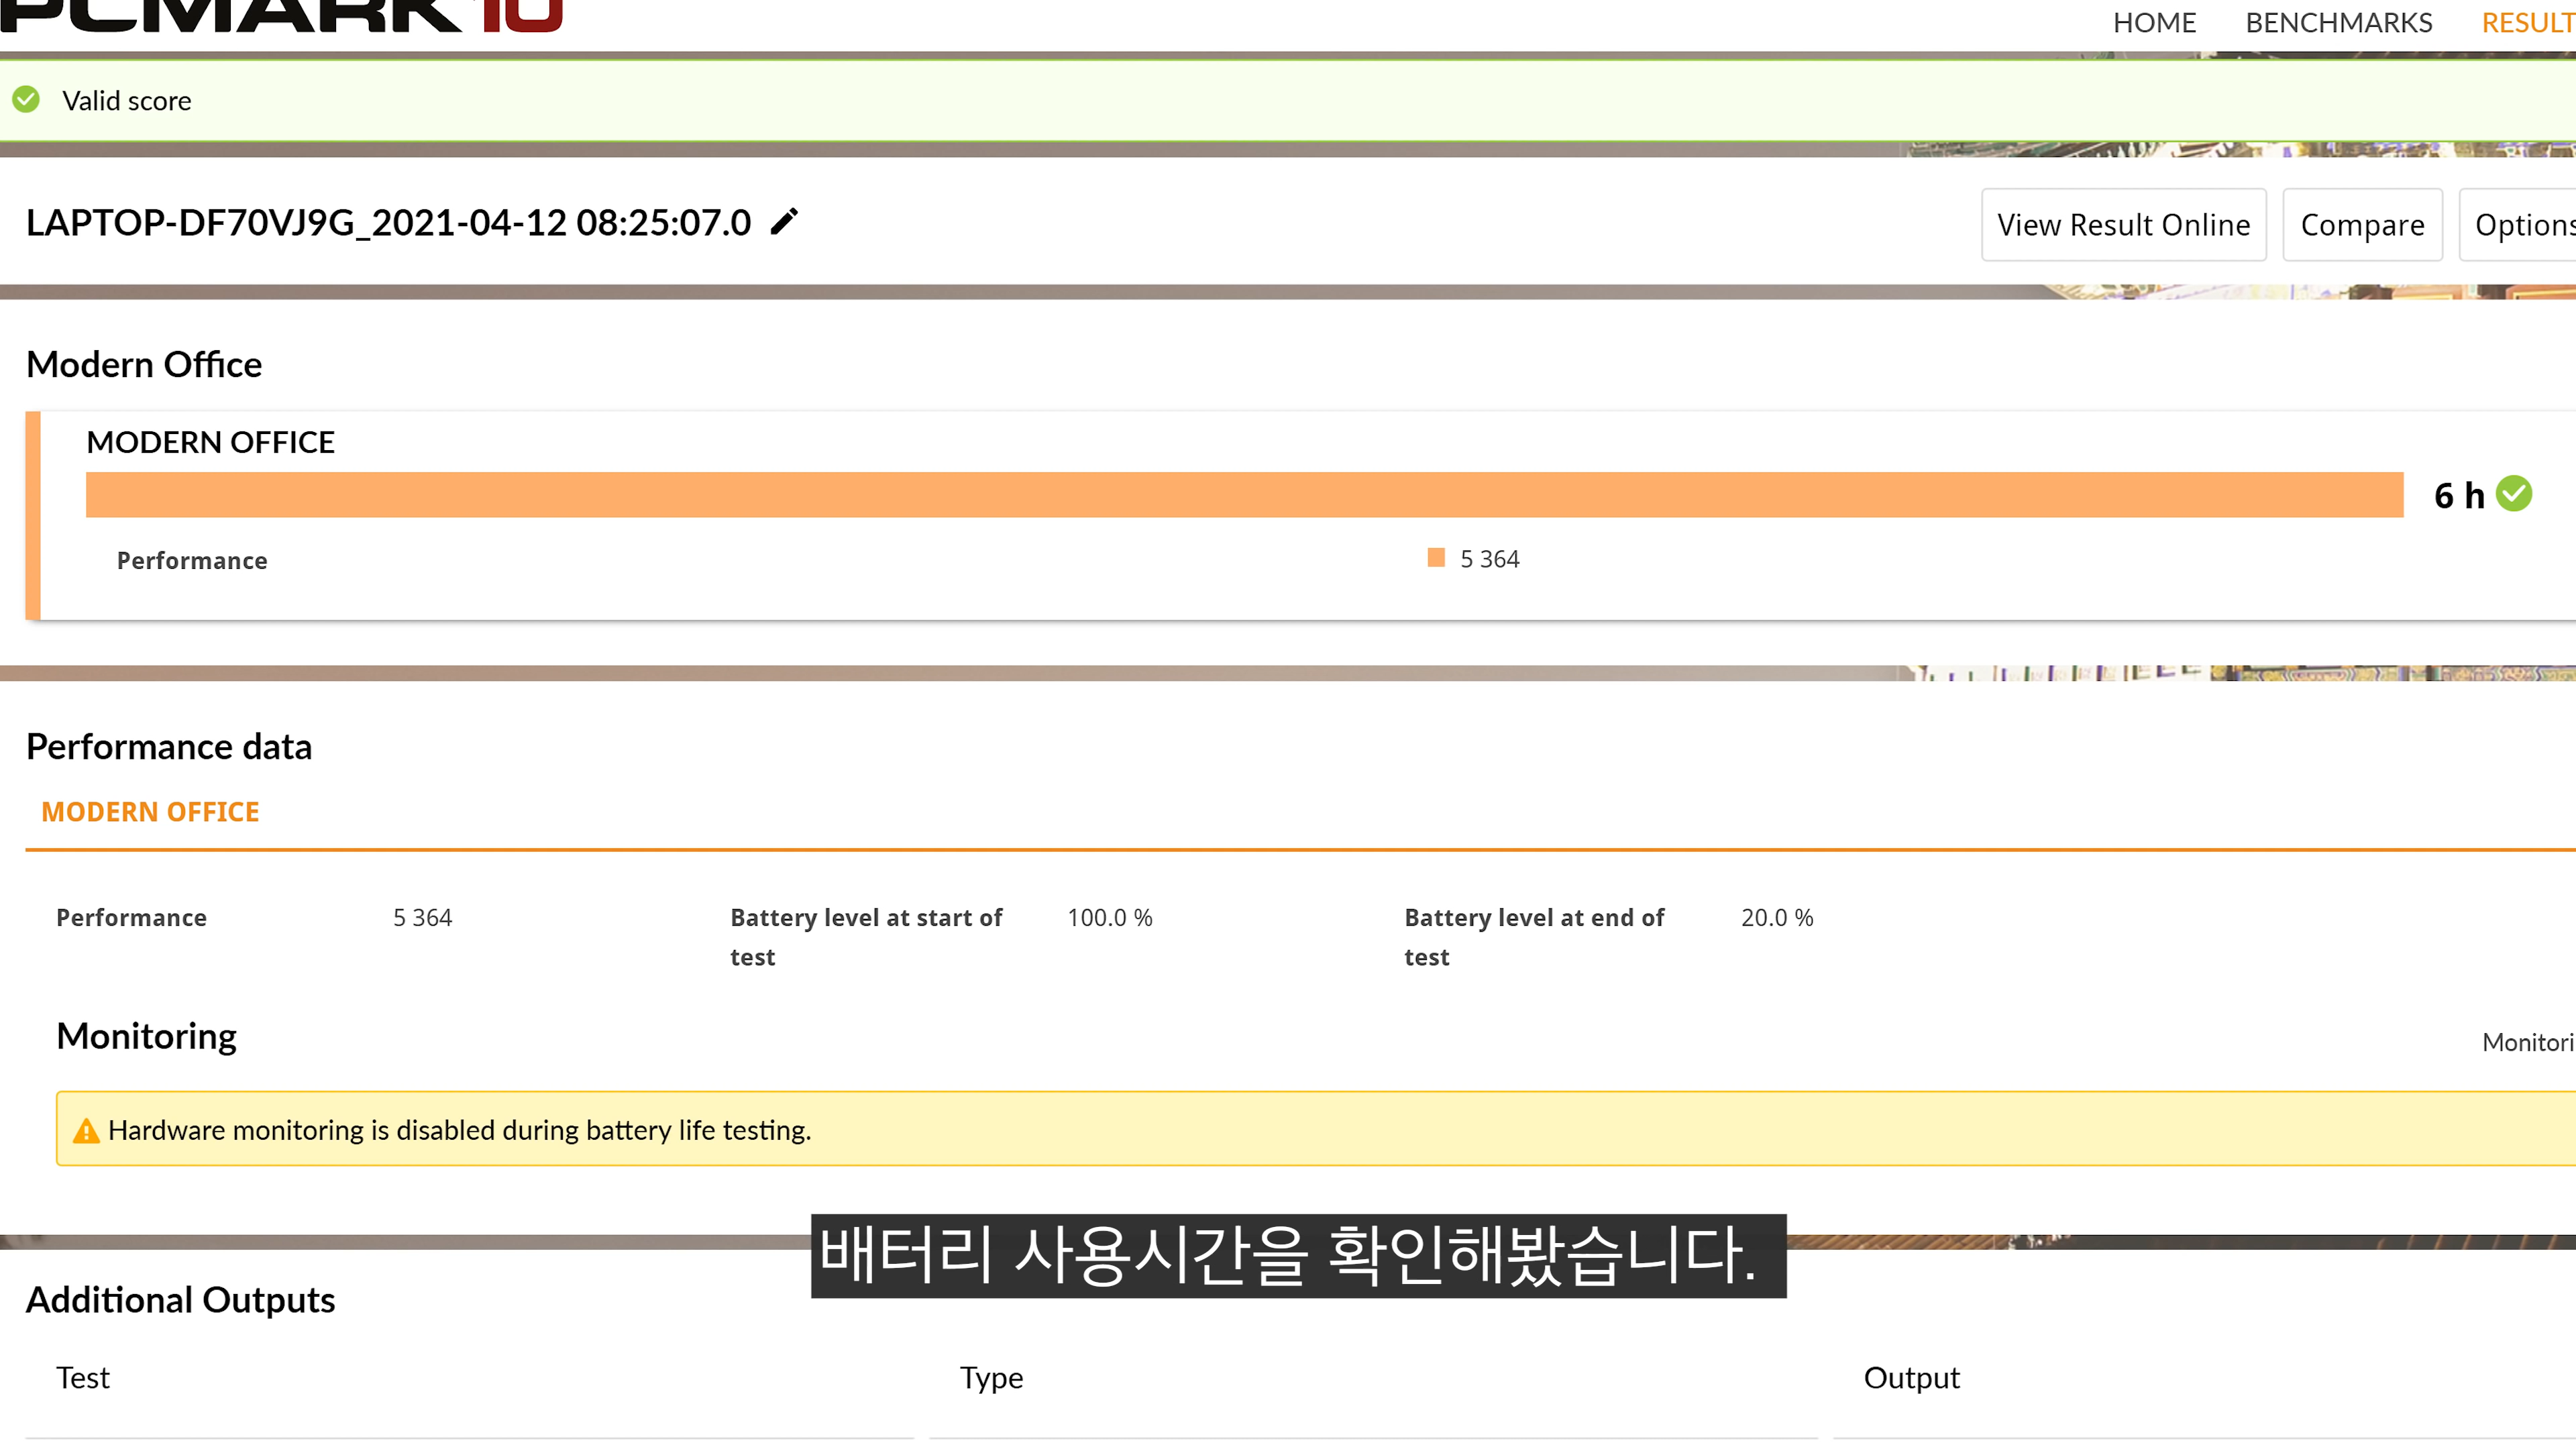 PCMARK 10
HOME BENCHMARKS RESULT
Valid score
LAPTOP-DF70VJ9G_2021-04-12 08:25:07.0
View Result Online Compare Options
Modern Office
MODERN OFFICE
6 h
Performance 5 364
Performance data
MODERN OFFICE
Performance 5 364 Battery level at start of test 100.0 % Battery level at end of test 20.0 %
Monitoring Monitori
Hardware monitoring is disabled during battery life testing.
배터리 사용시간을 확인해봤습니다.
Additional Outputs
Test Type Output